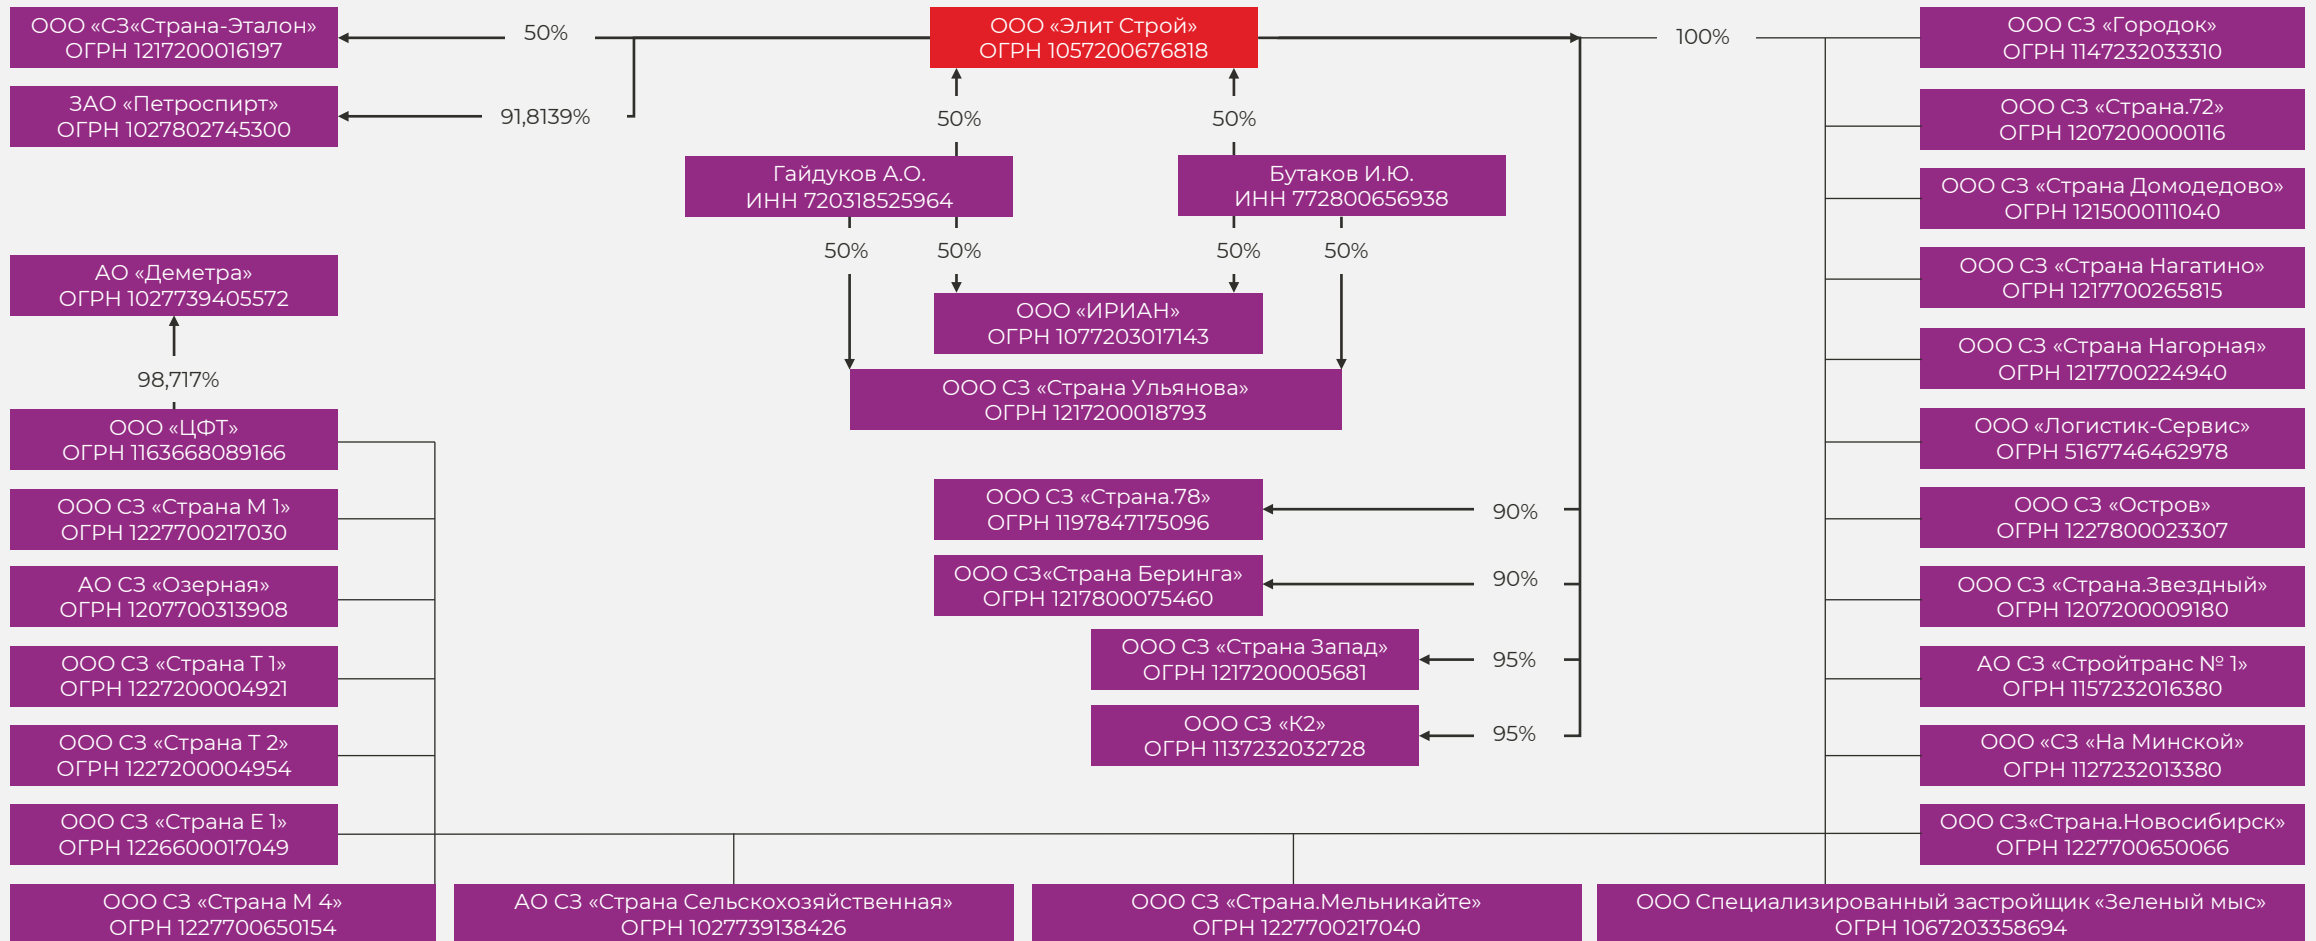 ООО «СЗ«Страна-Эталон»
ОГРН 1217200016197
50%
ООО «Элит Строй»
ОГРН 1057200676818
100%
ООО СЗ «Городок»
ОГРН 1147232033310
ЗАО «Петроспирт»
ОГРН 1027802745300
91,8139%
50%
50%
ООО СЗ «Страна.72»
ОГРН 1207200000116
Гайдуков А.О.
ИНН 720318525964
Бутаков И.Ю.
ИНН 772800656938
ООО СЗ «Страна Домодедово»
ОГРН 1215000111040
50%
50%
50%
50%
АО «Деметра»
ОГРН 1027739405572
ООО СЗ «Страна Нагатино»
ОГРН 1217700265815
ООО «ИРИАН»
ОГРН 1077203017143
ООО СЗ «Страна Нагорная»
ОГРН 1217700224940
98,717%
ООО СЗ «Страна Ульянова»
ОГРН 1217200018793
ООО «ЦФТ»
ОГРН 1163668089166
ООО «Логистик-Сервис»
ОГРН 5167746462978
ООО СЗ «Страна М 1»
ОГРН 1227700217030
ООО СЗ «Страна.78»
ОГРН 1197847175096
90%
ООО СЗ «Остров»
ОГРН 1227800023307
АО СЗ «Озерная»
ОГРН 1207700313908
ООО СЗ«Страна Беринга»
ОГРН 1217800075460
90%
ООО СЗ «Страна.Звездный»
ОГРН 1207200009180
ООО СЗ «Страна Т 1»
ОГРН 1227200004921
ООО СЗ «Страна Запад»
ОГРН 1217200005681
95%
АО СЗ «Стройтранс № 1»
ОГРН 1157232016380
ООО СЗ «Страна Т 2»
ОГРН 1227200004954
ООО СЗ «К2»
ОГРН 1137232032728
95%
ООО «СЗ «На Минской»
ОГРН 1127232013380
ООО СЗ «Страна Е 1»
ОГРН 1226600017049
ООО СЗ«Страна.Новосибирск»
ОГРН 1227700650066
ООО СЗ «Страна М 4»
ОГРН 1227700650154
АО СЗ «Страна Сельскохозяйственная»
ОГРН 1027739138426
ООО СЗ «Страна.Мельникайте»
ОГРН 1227700217040
ООО Специализированный застройщик «Зеленый мыс»
ОГРН 1067203358694